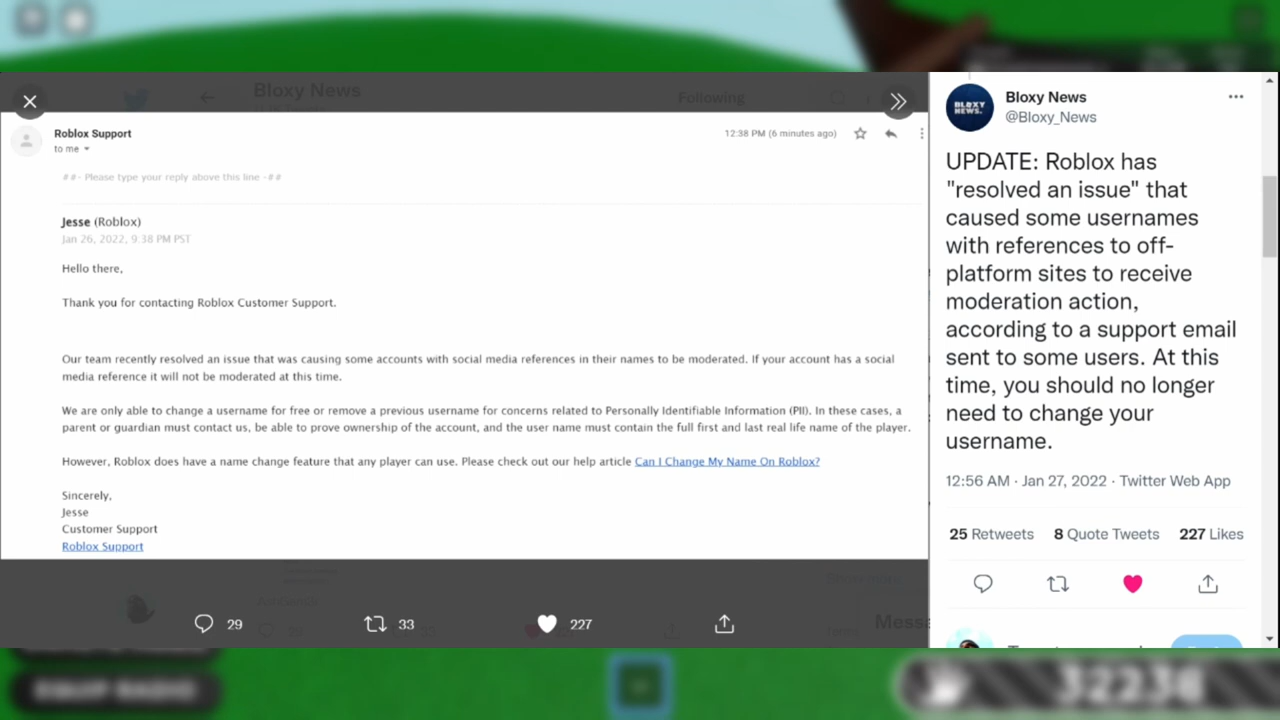 Bloxy News
Following
Roblox Support
to me
12:38 PM (6 minutes ago)
##- Please type your reply above this line -##
Jesse (Roblox)
Jan 26, 2022, 9:38 PM PST
Hello there,
Thank you for contacting Roblox Customer Support.
Our team recently resolved an issue that was causing some accounts with social media references in their names to be moderated. If your account has a social
media reference it will not be moderated at this time.
We are only able to change a username for free or remove a previous username for concerns related to Personally Identifiable Information (PII). In these cases, a
parent or guardian must contact us, be able to prove ownership of the account, and the user name must contain the full first and last real life name of the player.
However, Roblox does have a name change feature that any player can use. Please check out our help article Can I Change My Name On Roblox?
Sincerely,
Jesse
Customer Support
Roblox Support
29
33
227
BLOXY
NEWS.
Bloxy News
@Bloxy_News
UPDATE: Roblox has
"resolved an issue" that
caused some usernames
with references to off-
platform sites to receive
moderation action,
according to a support email
sent to some users. At this
time, you should no longer
need to change your
username.
12:56 AM · Jan 27, 2022 · Twitter Web App
25 Retweets 8 Quote Tweets 227 Likes
EQUIP RADIO
32236